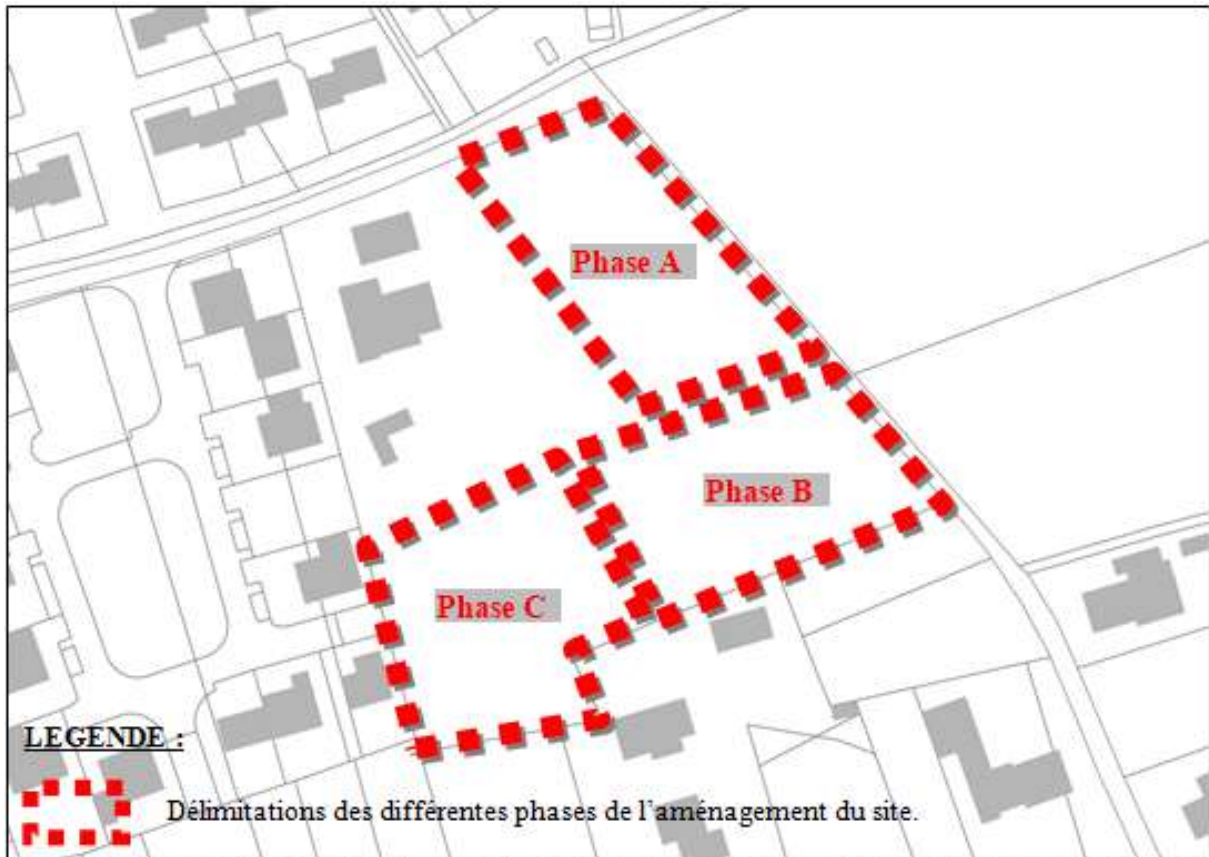 Phase A
Phase B
Phase C
LEGENDE :
Délimitations des différentes phases de l'aménagement du site.